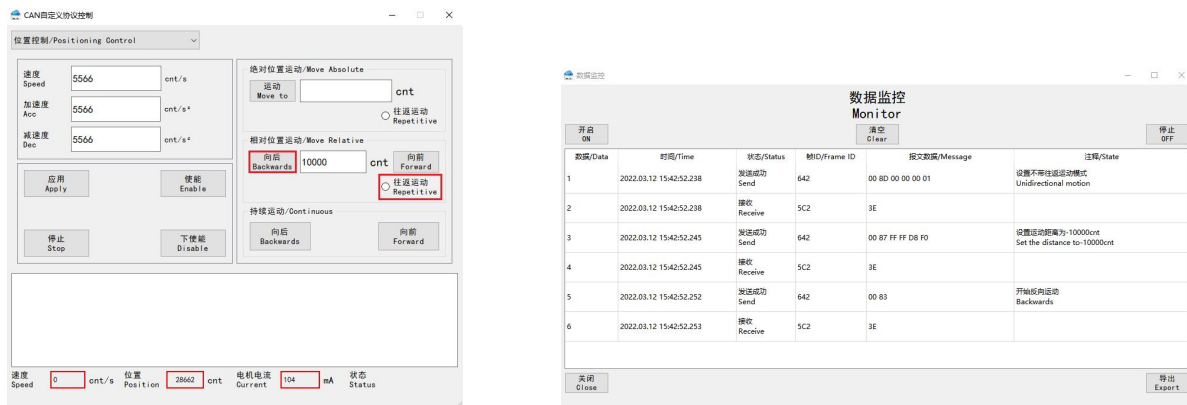 CAN自定义协议控制
位置控制/Positioning Control
速度
Speed
5566
cnt/s
加速度
Acc
5566
cnt/s²
减速度
Dec
5566
cnt/s²
应用
Apply
使能
Enable
停止
Stop
下使能
Disable
绝对位置运动/Move Absolute
运动
Move to
cnt
往返运动
Repetitive
相对位置运动/Move Relative
向后
Backwards
10000
cnt
向前
Forward
往返运动
Repetitive
持续运动/Continuous
向后
Backwards
向前
Forward
速度
Speed
0
cnt/s
位置
Position
28662
cnt
电机电流
Current
104
mA
状态
Status
数据监控
数据监控
Monitor
开启
ON
清空
Clear
停止
OFF
数据/Data 时间/Time 状态/Status 帧ID/Frame ID 报文数据/Message 注释/State
1 2022.03.12 15:42:52.238 发送成功 Send 642 00 8D 00 00 00 01 设置不带往返运动模式
Unidirectional motion
2 2022.03.12 15:42:52.238 接收 Receive 5C2 3E
3 2022.03.12 15:42:52.245 发送成功 Send 642 00 87 FF FF D8 F0 设置运动距离为-10000cnt
Set the distance to-10000cnt
4 2022.03.12 15:42:52.245 接收 Receive 5C2 3E
5 2022.03.12 15:42:52.252 发送成功 Send 642 00 83 开始反向运动
Backwards
6 2022.03.12 15:42:52.253 接收 Receive 5C2 3E
关闭
Close
导出
Export